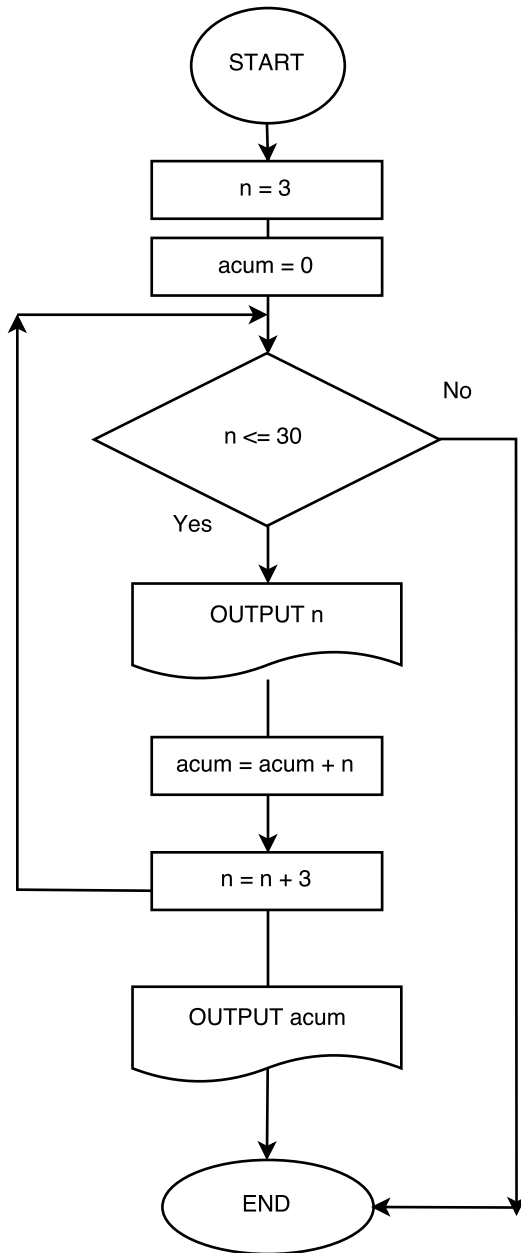 START
n = 3
acum = 0
No
n <= 30
Yes
OUTPUT n
acum = acum + n
n = n + 3
OUTPUT acum
END